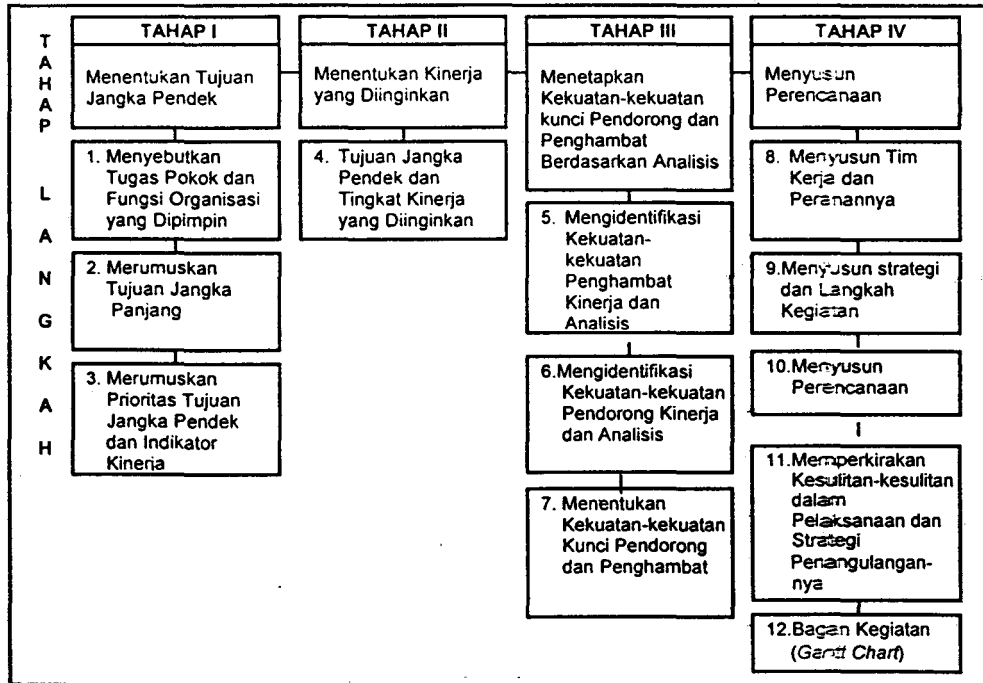 TAHAP
LANGKAH
TAHAP I
Menentukan Tujuan
Jangka Pendek
1. Menyebutkan
Tugas Pokok dan
Fungsi Organisasi
yang Dipimpin
2. Merumuskan
Tujuan Jangka
Panjang
3. Merumuskan
Prioritas Tujuan
Jangka Pendek
dan Indikator
Kinerja
TAHAP II
Menentukan Kinerja
yang Diinginkan
4. Tujuan Jangka
Pendek dan
Tingkat Kinerja
yang Diinginkan
TAHAP III
Menetapkan
Kekuatan-kekuatan
kunci Pendorong dan
Penghambat
Berdasarkan Analisis
5. Mengidentifikasi
Kekuatan-
kekuatan
Penghambat
Kinerja dan
Analisis
6.Mengidentifikasi
Kekuatan-kekuatan
Pendorong Kinerja
dan Analisis
7. Menentukan
Kekuatan-kekuatan
Kunci Pendorong
dan Penghambat
TAHAP IV
Menyusun
Perencanaan
8. Menyusun Tim
Kerja dan
Peranannya
9.Menyusun strategi
dan Langkah
Kegiatan
10.Menyusun
Perencanaan
11.Memperkirakan
Kesulitan-kesulitan
dalam
Pelaksanaan dan
Strategi
Penangulangan-
nya
12.Bagan Kegiatan
(Gantt Chart)